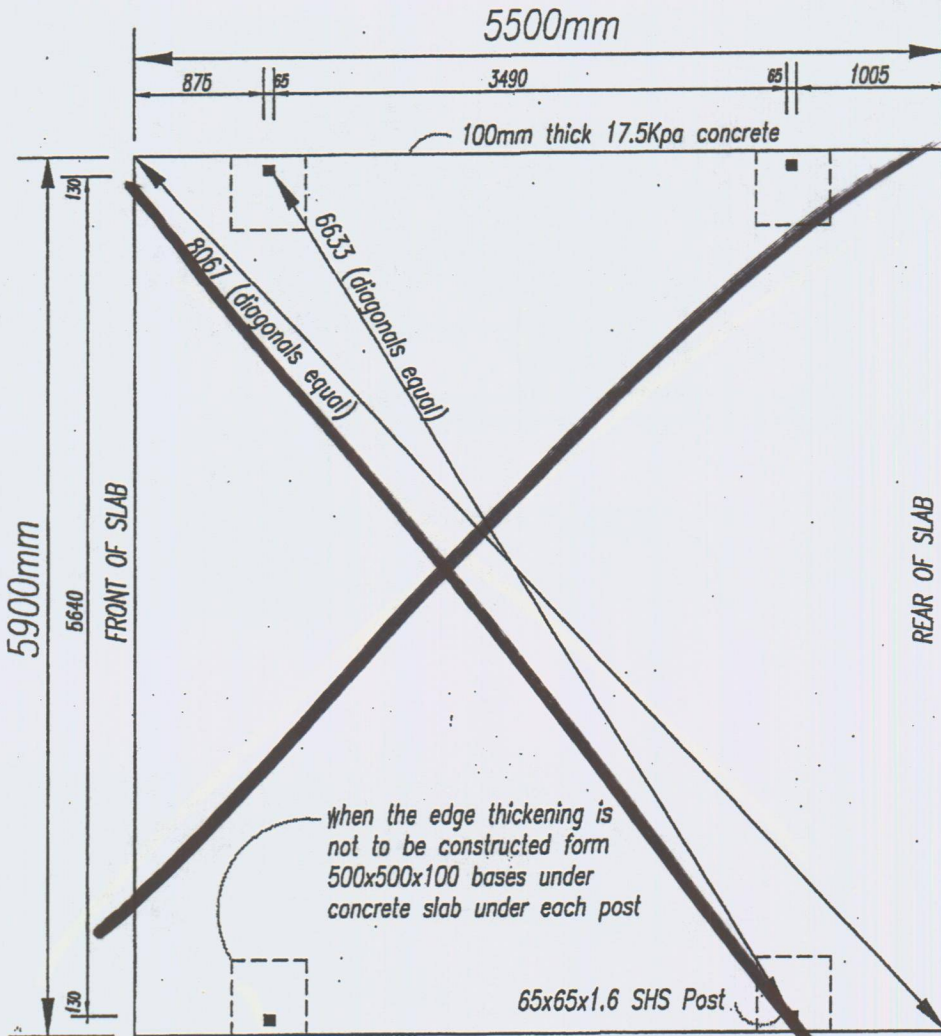 5500mm
875 65 3490 65 1005
100mm thick 17.5Kpa concrete
130
6633 (diagonals equal)
8067 (diagonals equal)
5900mm
5640
FRONT OF SLAB
REAR OF SLAB
when the edge thickening is
not to be constructed form
500x500x100 bases under
concrete slab under each post
130
65x65x1.6 SHS Post